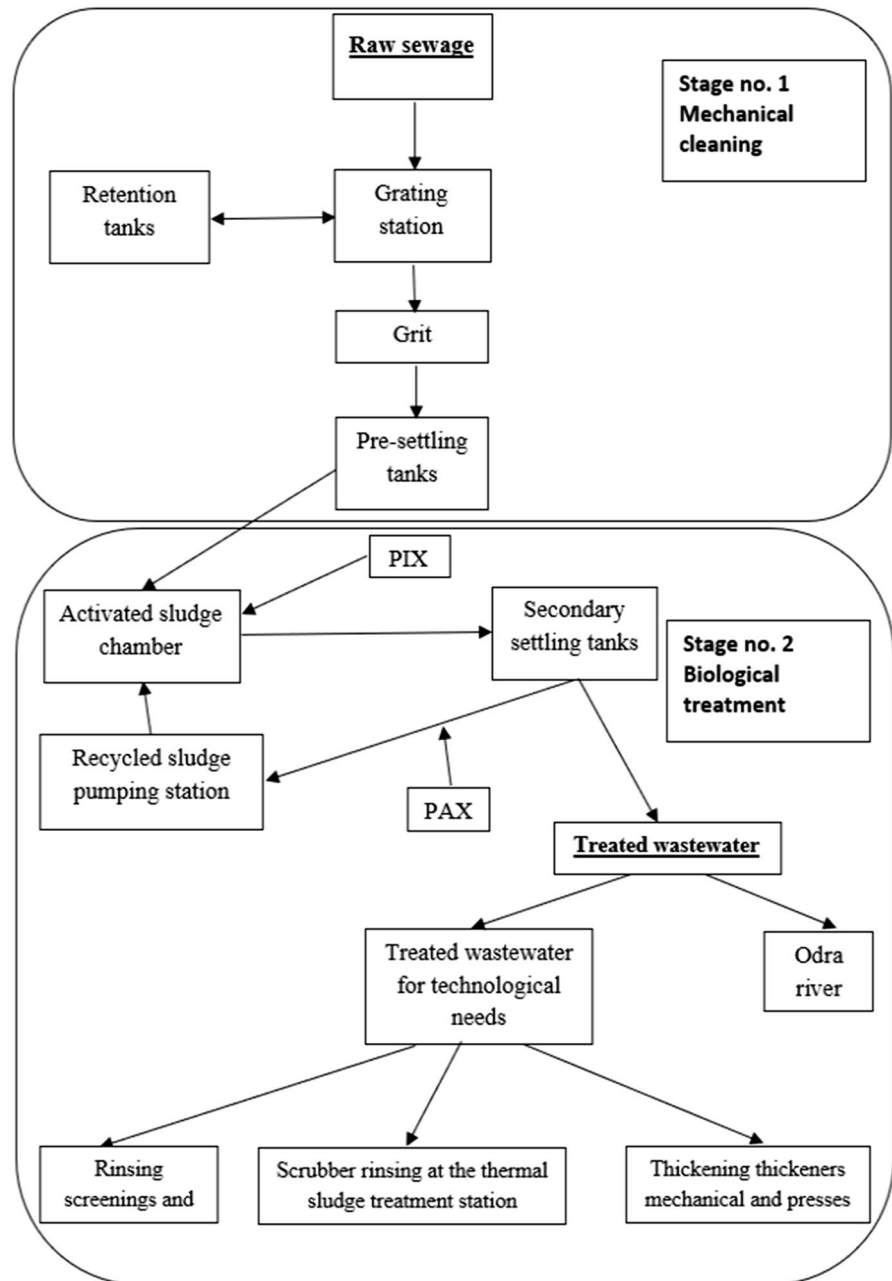 Raw sewage
Stage no. 1
Mechanical
cleaning
Retention
tanks
Grating
station
Grit
Pre-settling
tanks
PIX
Activated sludge
chamber
Secondary
settling tanks
Stage no. 2
Biological
treatment
Recycled sludge
pumping station
PAX
Treated wastewater
Treated wastewater
for technological
needs
Odra
river
Rinsing
screenings and
Scrubber rinsing at the thermal
sludge treatment station
Thickening thickeners
mechanical and presses